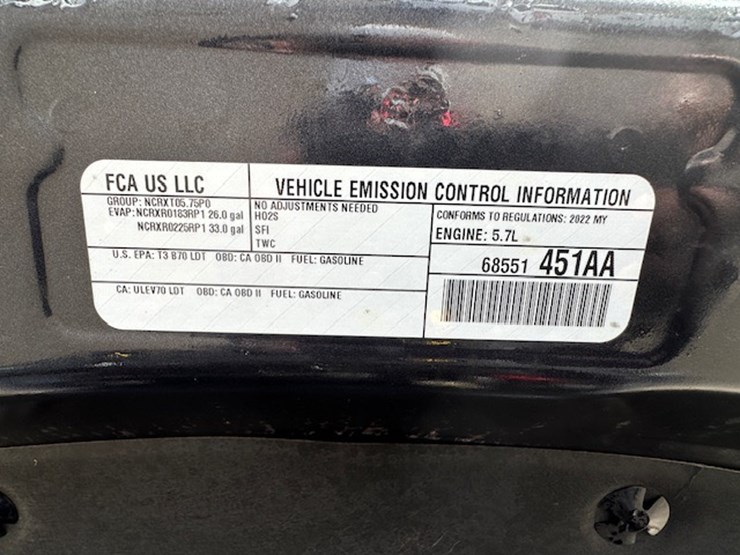 FCA US LLC
VEHICLE EMISSION CONTROL INFORMATION
GROUP: NCRXT05.75P0
EVAP: NCRXR0183RP1 26.0 gal
NCRXR0225RP1 33.0 gal
NO ADJUSTMENTS NEEDED
HO2S
SFI
TWC
CONFORMS TO REGULATIONS: 2022 MY
ENGINE: 5.7L
U.S. EPA: T3 B70 LDT OBD: CA OBD II FUEL: GASOLINE
68551 451AA
CA: ULEV70 LDT OBD: CA OBD II FUEL: GASOLINE